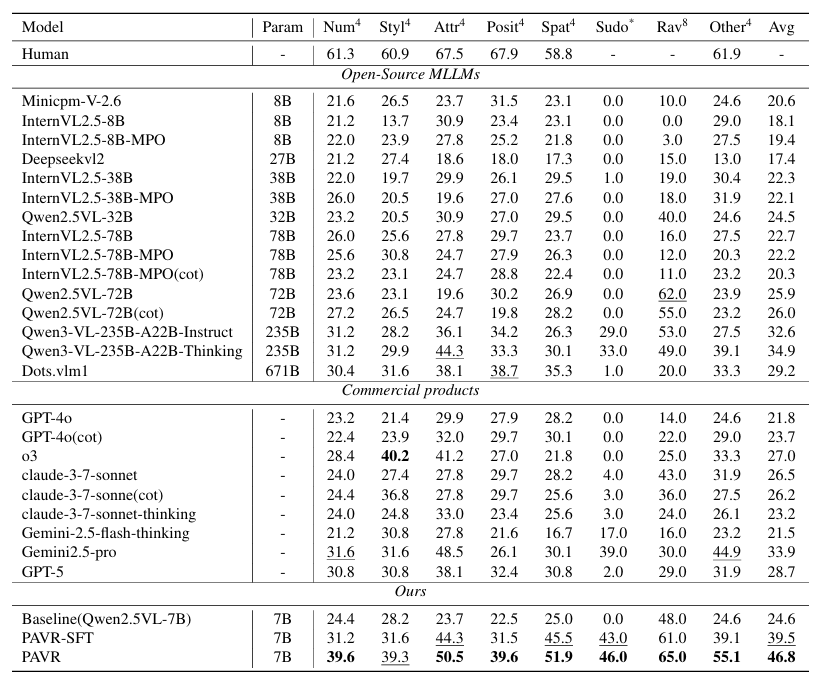 Model Param Num4 Styl4 Attr4 Posit4 Spat4 Sudo* Rav8 Other4 Avg
Human - 61.3 60.9 67.5 67.9 58.8 - - 61.9 -
Open-Source MLLMs
Minicpm-V-2.6 8B 21.6 26.5 23.7 31.5 23.1 0.0 10.0 24.6 20.6
InternVL2.5-8B 8B 21.2 13.7 30.9 23.4 23.1 0.0 0.0 29.0 18.1
InternVL2.5-8B-MPO 8B 22.0 23.9 27.8 25.2 21.8 0.0 3.0 27.5 19.4
Deepseekvl2 27B 21.2 27.4 18.6 18.0 17.3 0.0 15.0 13.0 17.4
InternVL2.5-38B 38B 22.0 19.7 29.9 26.1 29.5 1.0 19.0 30.4 22.3
InternVL2.5-38B-MPO 38B 26.0 20.5 19.6 27.0 27.6 0.0 18.0 31.9 22.1
Qwen2.5VL-32B 32B 23.2 20.5 30.9 27.0 29.5 0.0 40.0 24.6 24.5
InternVL2.5-78B 78B 26.0 25.6 27.8 29.7 23.7 0.0 16.0 27.5 22.7
InternVL2.5-78B-MPO 78B 25.6 30.8 24.7 27.9 26.3 0.0 12.0 20.3 22.2
InternVL2.5-78B-MPO(cot) 78B 23.2 23.1 24.7 28.8 22.4 0.0 11.0 23.2 20.3
Qwen2.5VL-72B 72B 23.6 23.1 19.6 30.2 26.9 0.0 62.0 23.9 25.9
Qwen2.5VL-72B(cot) 72B 27.2 26.5 24.7 19.8 28.2 0.0 55.0 23.2 26.0
Qwen3-VL-235B-A22B-Instruct 235B 31.2 28.2 36.1 34.2 26.3 29.0 53.0 27.5 32.6
Qwen3-VL-235B-A22B-Thinking 235B 31.2 29.9 44.3 33.3 30.1 33.0 49.0 39.1 34.9
Dots.vlm1 671B 30.4 31.6 38.1 38.7 35.3 1.0 20.0 33.3 29.2
Commercial products
GPT-4o - 23.2 21.4 29.9 27.9 28.2 0.0 14.0 24.6 21.8
GPT-4o(cot) - 22.4 23.9 32.0 29.7 30.1 0.0 22.0 29.0 23.7
o3 - 28.4 40.2 41.2 27.0 21.8 0.0 25.0 33.3 27.0
claude-3-7-sonnet - 24.0 27.4 27.8 29.7 28.2 4.0 43.0 31.9 26.5
claude-3-7-sonne(cot) - 24.4 36.8 27.8 29.7 25.6 3.0 36.0 27.5 26.2
claude-3-7-sonnet-thinking - 24.0 24.8 33.0 23.4 25.6 3.0 24.0 26.1 23.2
Gemini-2.5-flash-thinking - 21.2 30.8 27.8 21.6 16.7 17.0 16.0 23.2 21.5
Gemini2.5-pro - 31.6 31.6 48.5 26.1 30.1 39.0 30.0 44.9 33.9
GPT-5 - 30.8 30.8 38.1 32.4 30.8 2.0 29.0 31.9 28.7
Ours
Baseline(Qwen2.5VL-7B) 7B 24.4 28.2 23.7 22.5 25.0 0.0 48.0 24.6 24.6
PAVR-SFT 7B 31.2 31.6 44.3 31.5 45.5 43.0 61.0 39.1 39.5
PAVR 7B 39.6 39.3 50.5 39.6 51.9 46.0 65.0 55.1 46.8